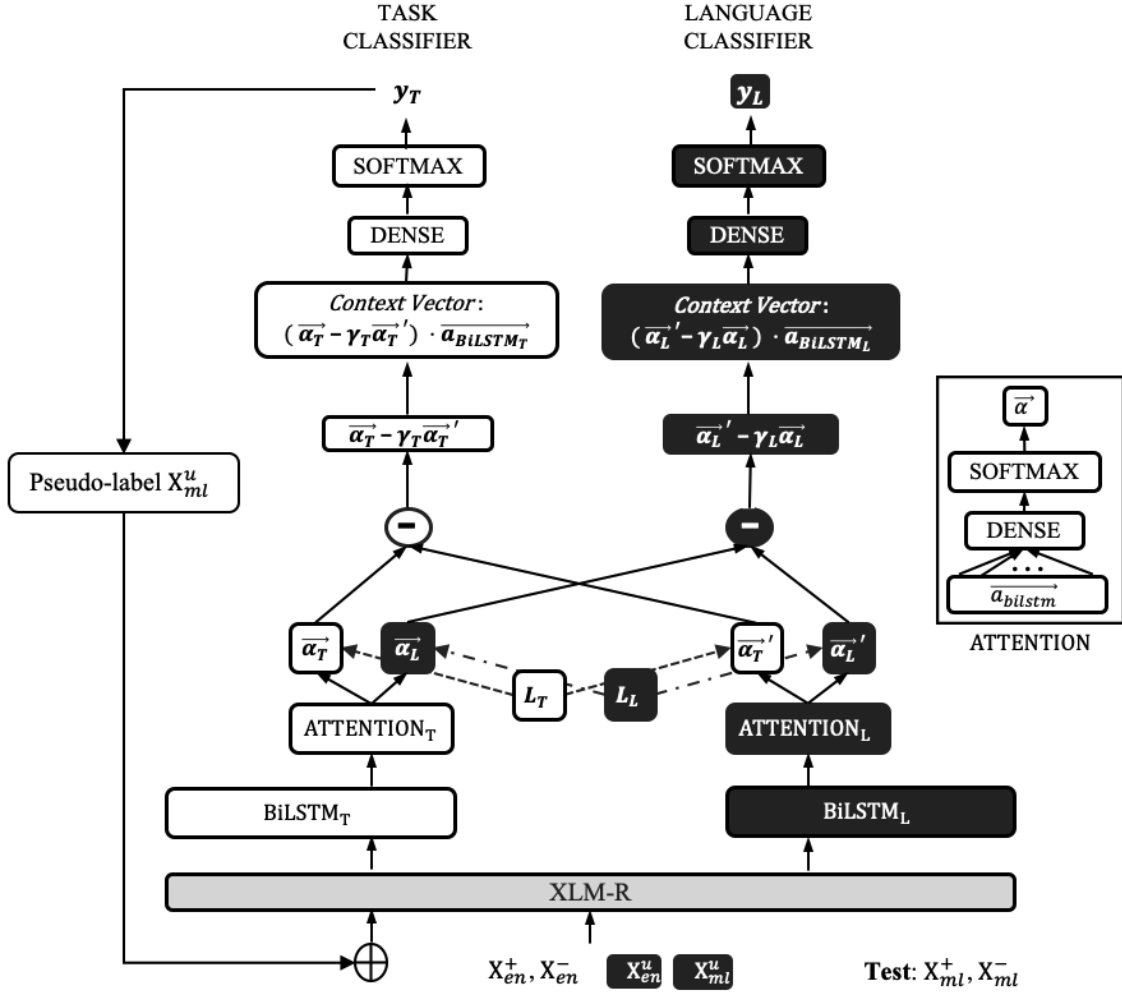 TASK
CLASSIFIER
LANGUAGE
CLASSIFIER
y_T
y_L
SOFTMAX
SOFTMAX
DENSE
DENSE
Context Vector:
(α_T⃗ – γ_T α_T⃗ ′) · a_BiLSTM_T⃗
Context Vector:
(α_L⃗ ′ – γ_L α_L⃗) · a_BiLSTM_L⃗
α_T⃗ – γ_T α_T⃗ ′
α_L⃗ ′ – γ_L α_L⃗
α⃗
SOFTMAX
DENSE
...
a_bilstm⃗
ATTENTION
Pseudo-label X^u_ml
–
–
α_T⃗
α_L⃗
α_T⃗ ′
α_L⃗ ′
L_T
L_L
ATTENTION_T
ATTENTION_L
BiLSTM_T
BiLSTM_L
XLM-R
X^+_en, X^-_en
X^u_en
X^u_ml
Test: X^+_ml, X^-_ml